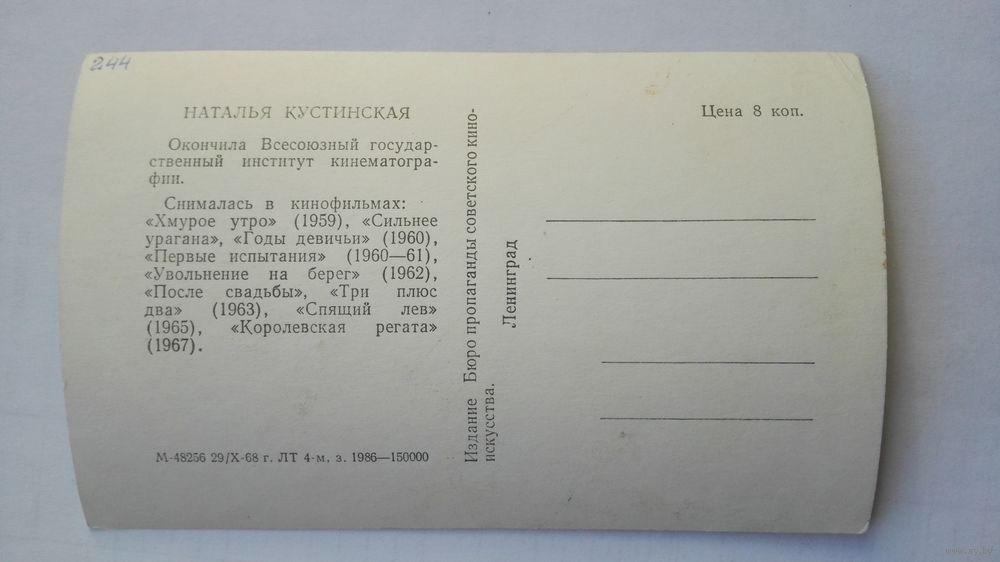 244
НАТАЛЬЯ КУСТИНСКАЯ
Окончила Всесоюзный государ-
ственный институт кинематогра-
фии.
Снималась в кинофильмах:
«Хмурое утро» (1959), «Сильнее
урагана», «Годы девичьи» (1960),
«Первые испытания» (1960—61),
«Увольнение на берег» (1962),
«После свадьбы», «Три плюс
два» (1963), «Спящий лев»
(1965), «Королевская регата»
(1967).
М-48256 29/X-68 г. ЛТ 4-м, з. 1986—150000
Издание Бюро пропаганды советского кино-
искусства.
Ленинград
Цена 8 коп.
www.ay.by